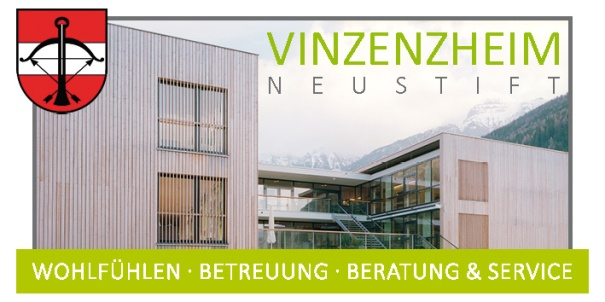 VINZENZHEIM
NEUSTIFT
WOHLFÜHLEN · BETREUUNG · BERATUNG & SERVICE